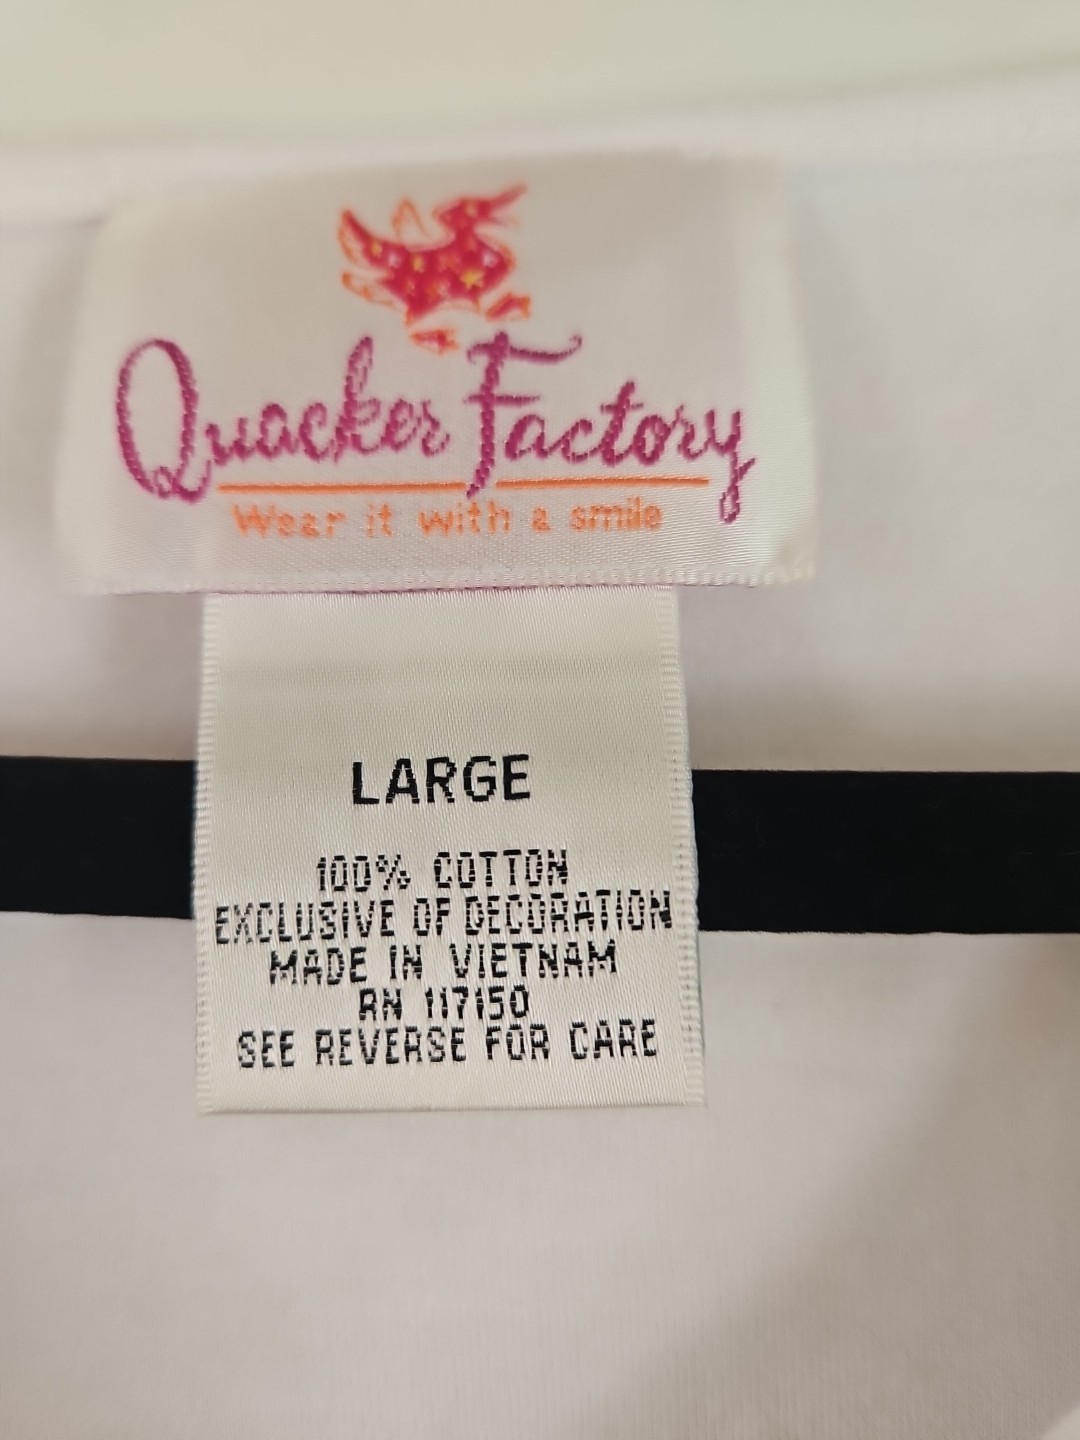 Quacker Factory
Wear it with a smile
LARGE
100% COTTON
EXCLUSIVE OF DECORATION
MADE IN VIETNAM
RN 117150
SEE REVERSE FOR CARE